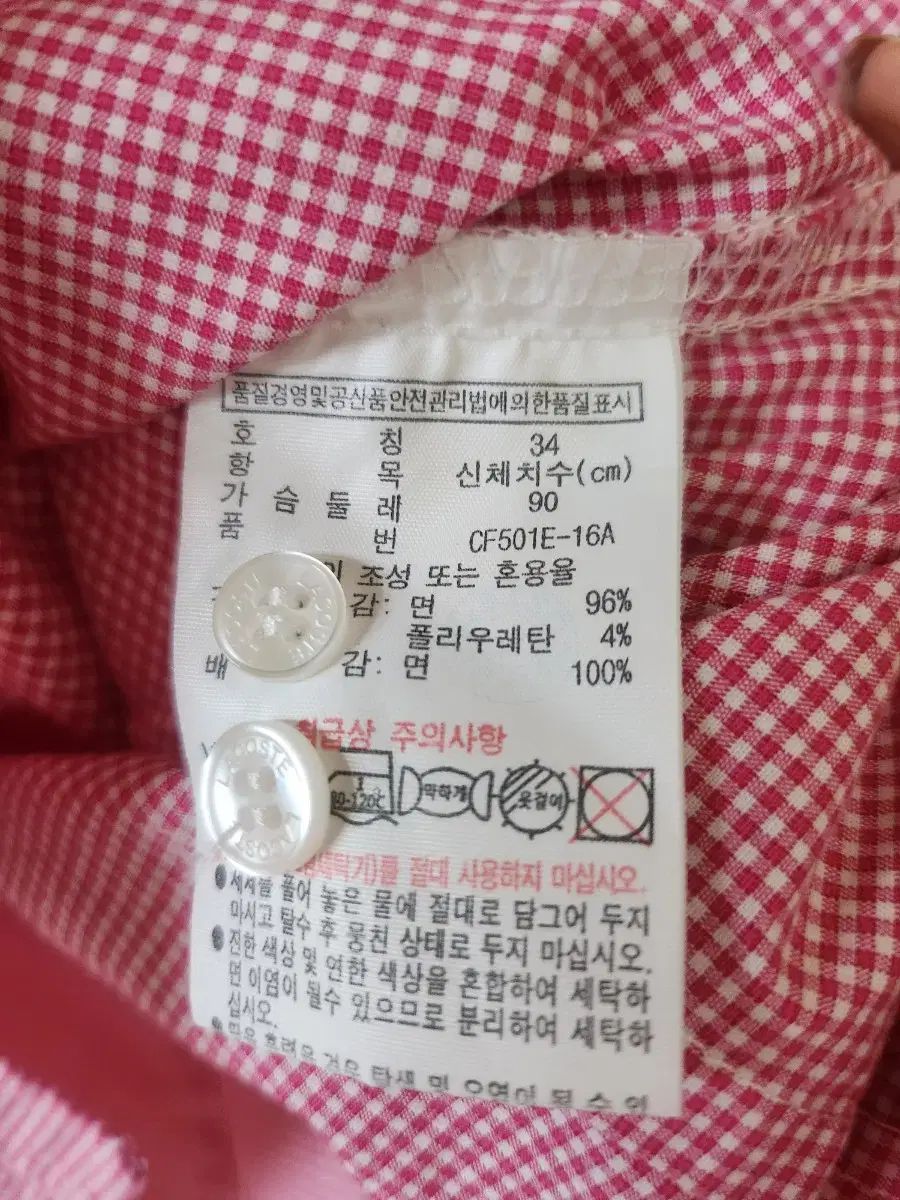 품질경영및공산품안전관리법에의한품질표시
호 칭 34
항 목 신체치수(cm)
가 슴 둘 레 90
품 번 CF501E-16A
조성 또는 혼용율
감: 면 96%
폴리우레탄 4%
배 감: 면 100%
취급상 주의사항
LACOSTE
LACOSTE
80-120℃ 약하게 옷걸이
를 절대 사용하지 마십시오.
●세제를 풀어 놓은 물에 절대로 담그어 두지
마시고 탈수 후 뭉친 상태로 두지 마십시오.
●진한 색상 및 연한 색상을 혼합하여 세탁하
면 이염이 될수 있으므로 분리하여 세탁하
십시오.